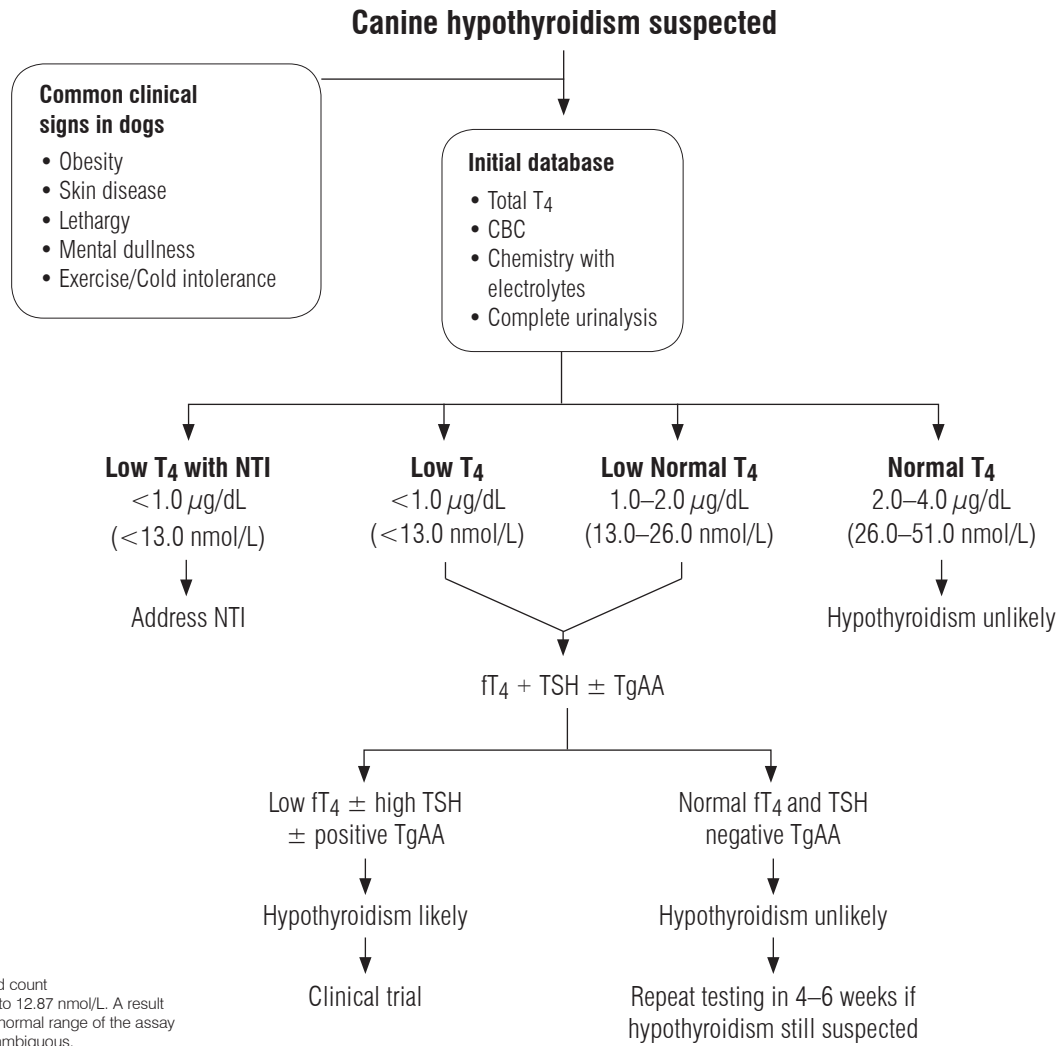 Canine hypothyroidism suspected
Common clinical
signs in dogs
• Obesity
• Skin disease
• Lethargy
• Mental dullness
• Exercise/Cold intolerance
Initial database
• Total T4
• CBC
• Chemistry with
electrolytes
• Complete urinalysis
Low T4 with NTI
<1.0 µg/dL
(<13.0 nmol/L)
Address NTI
Low T4
<1.0 µg/dL
(<13.0 nmol/L)
Low Normal T4
1.0–2.0 µg/dL
(13.0–26.0 nmol/L)
Normal T4
2.0–4.0 µg/dL
(26.0–51.0 nmol/L)
Hypothyroidism unlikely
fT4 + TSH ± TgAA
Low fT4 ± high TSH
± positive TgAA
Hypothyroidism likely
Clinical trial
Normal fT4 and TSH
negative TgAA
Hypothyroidism unlikely
Repeat testing in 4–6 weeks if
hypothyroidism still suspected
count
to 12.87 nmol/L. A result
normal range of the assay
ambiguous.